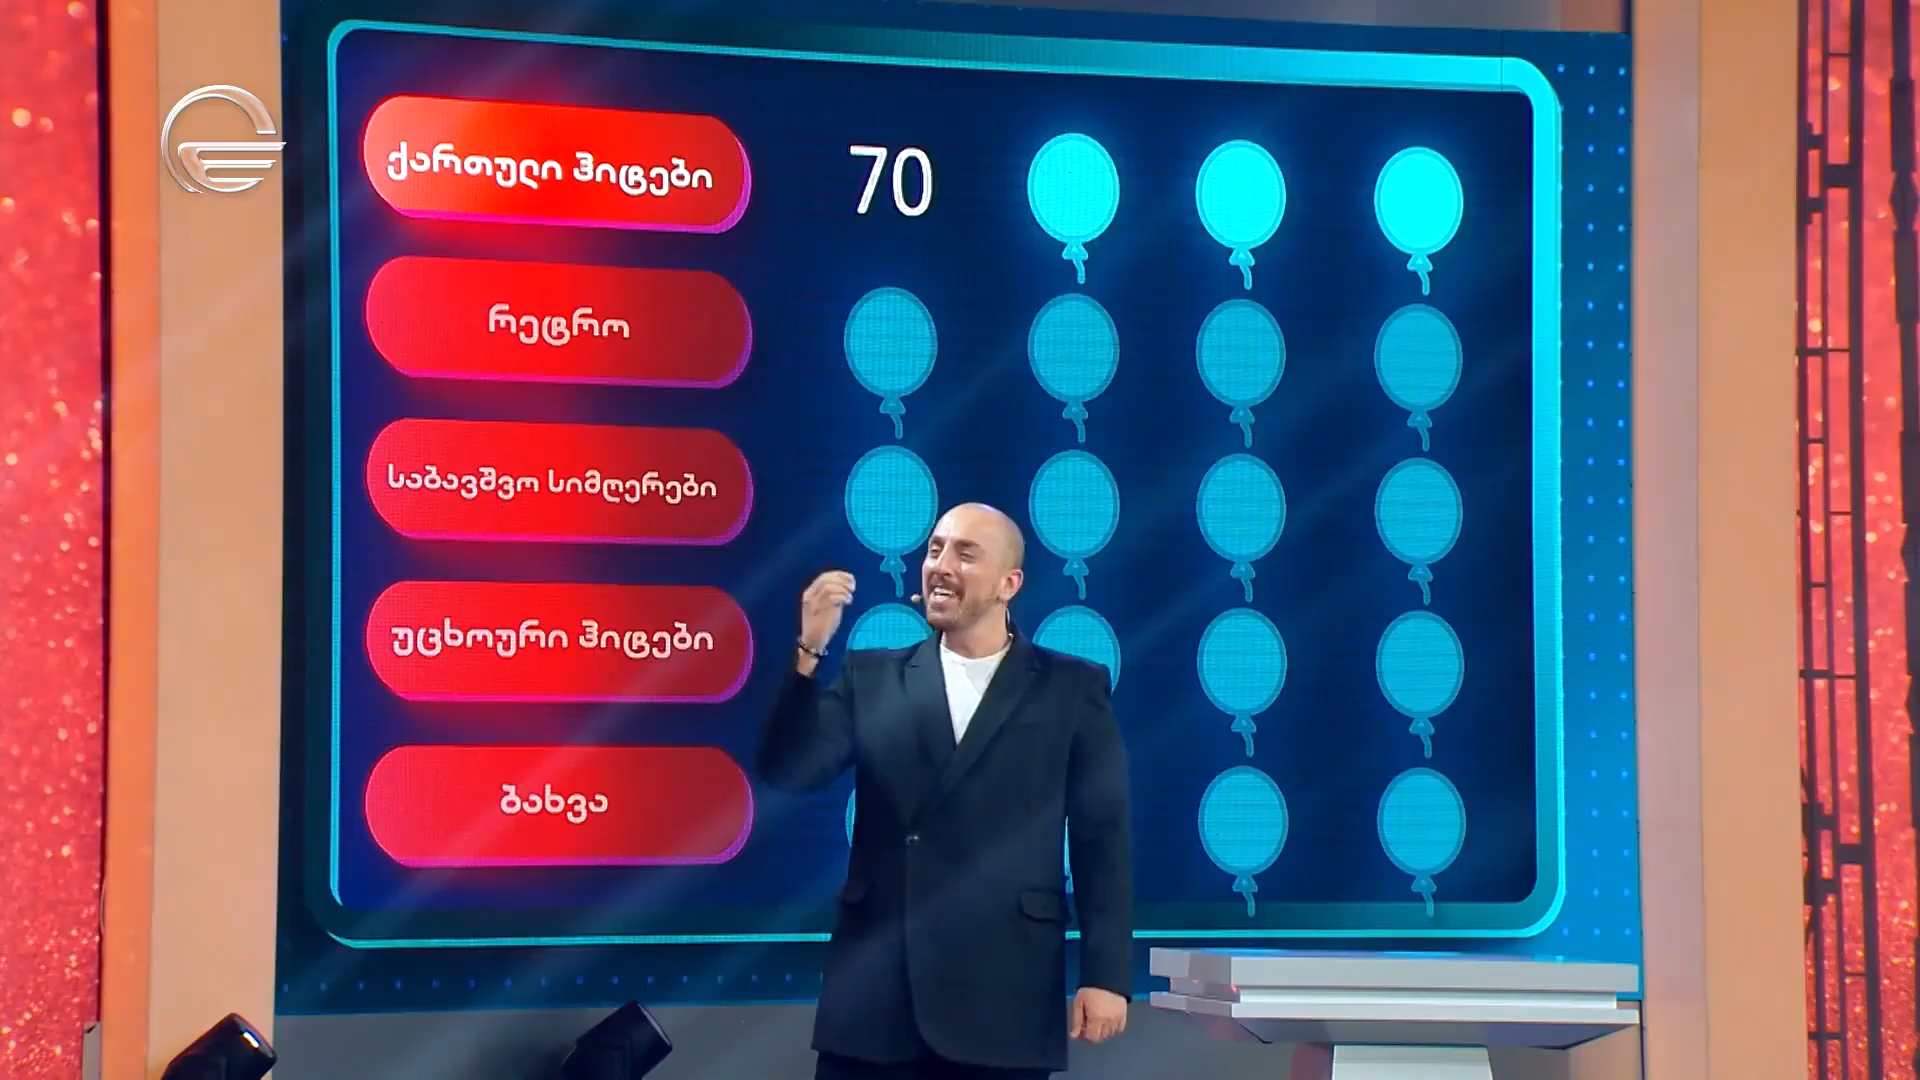 ქართული ჰიტები
70
რეტრო
საბავშვო სიმღერები
უცხოური ჰიტები
ბახვა